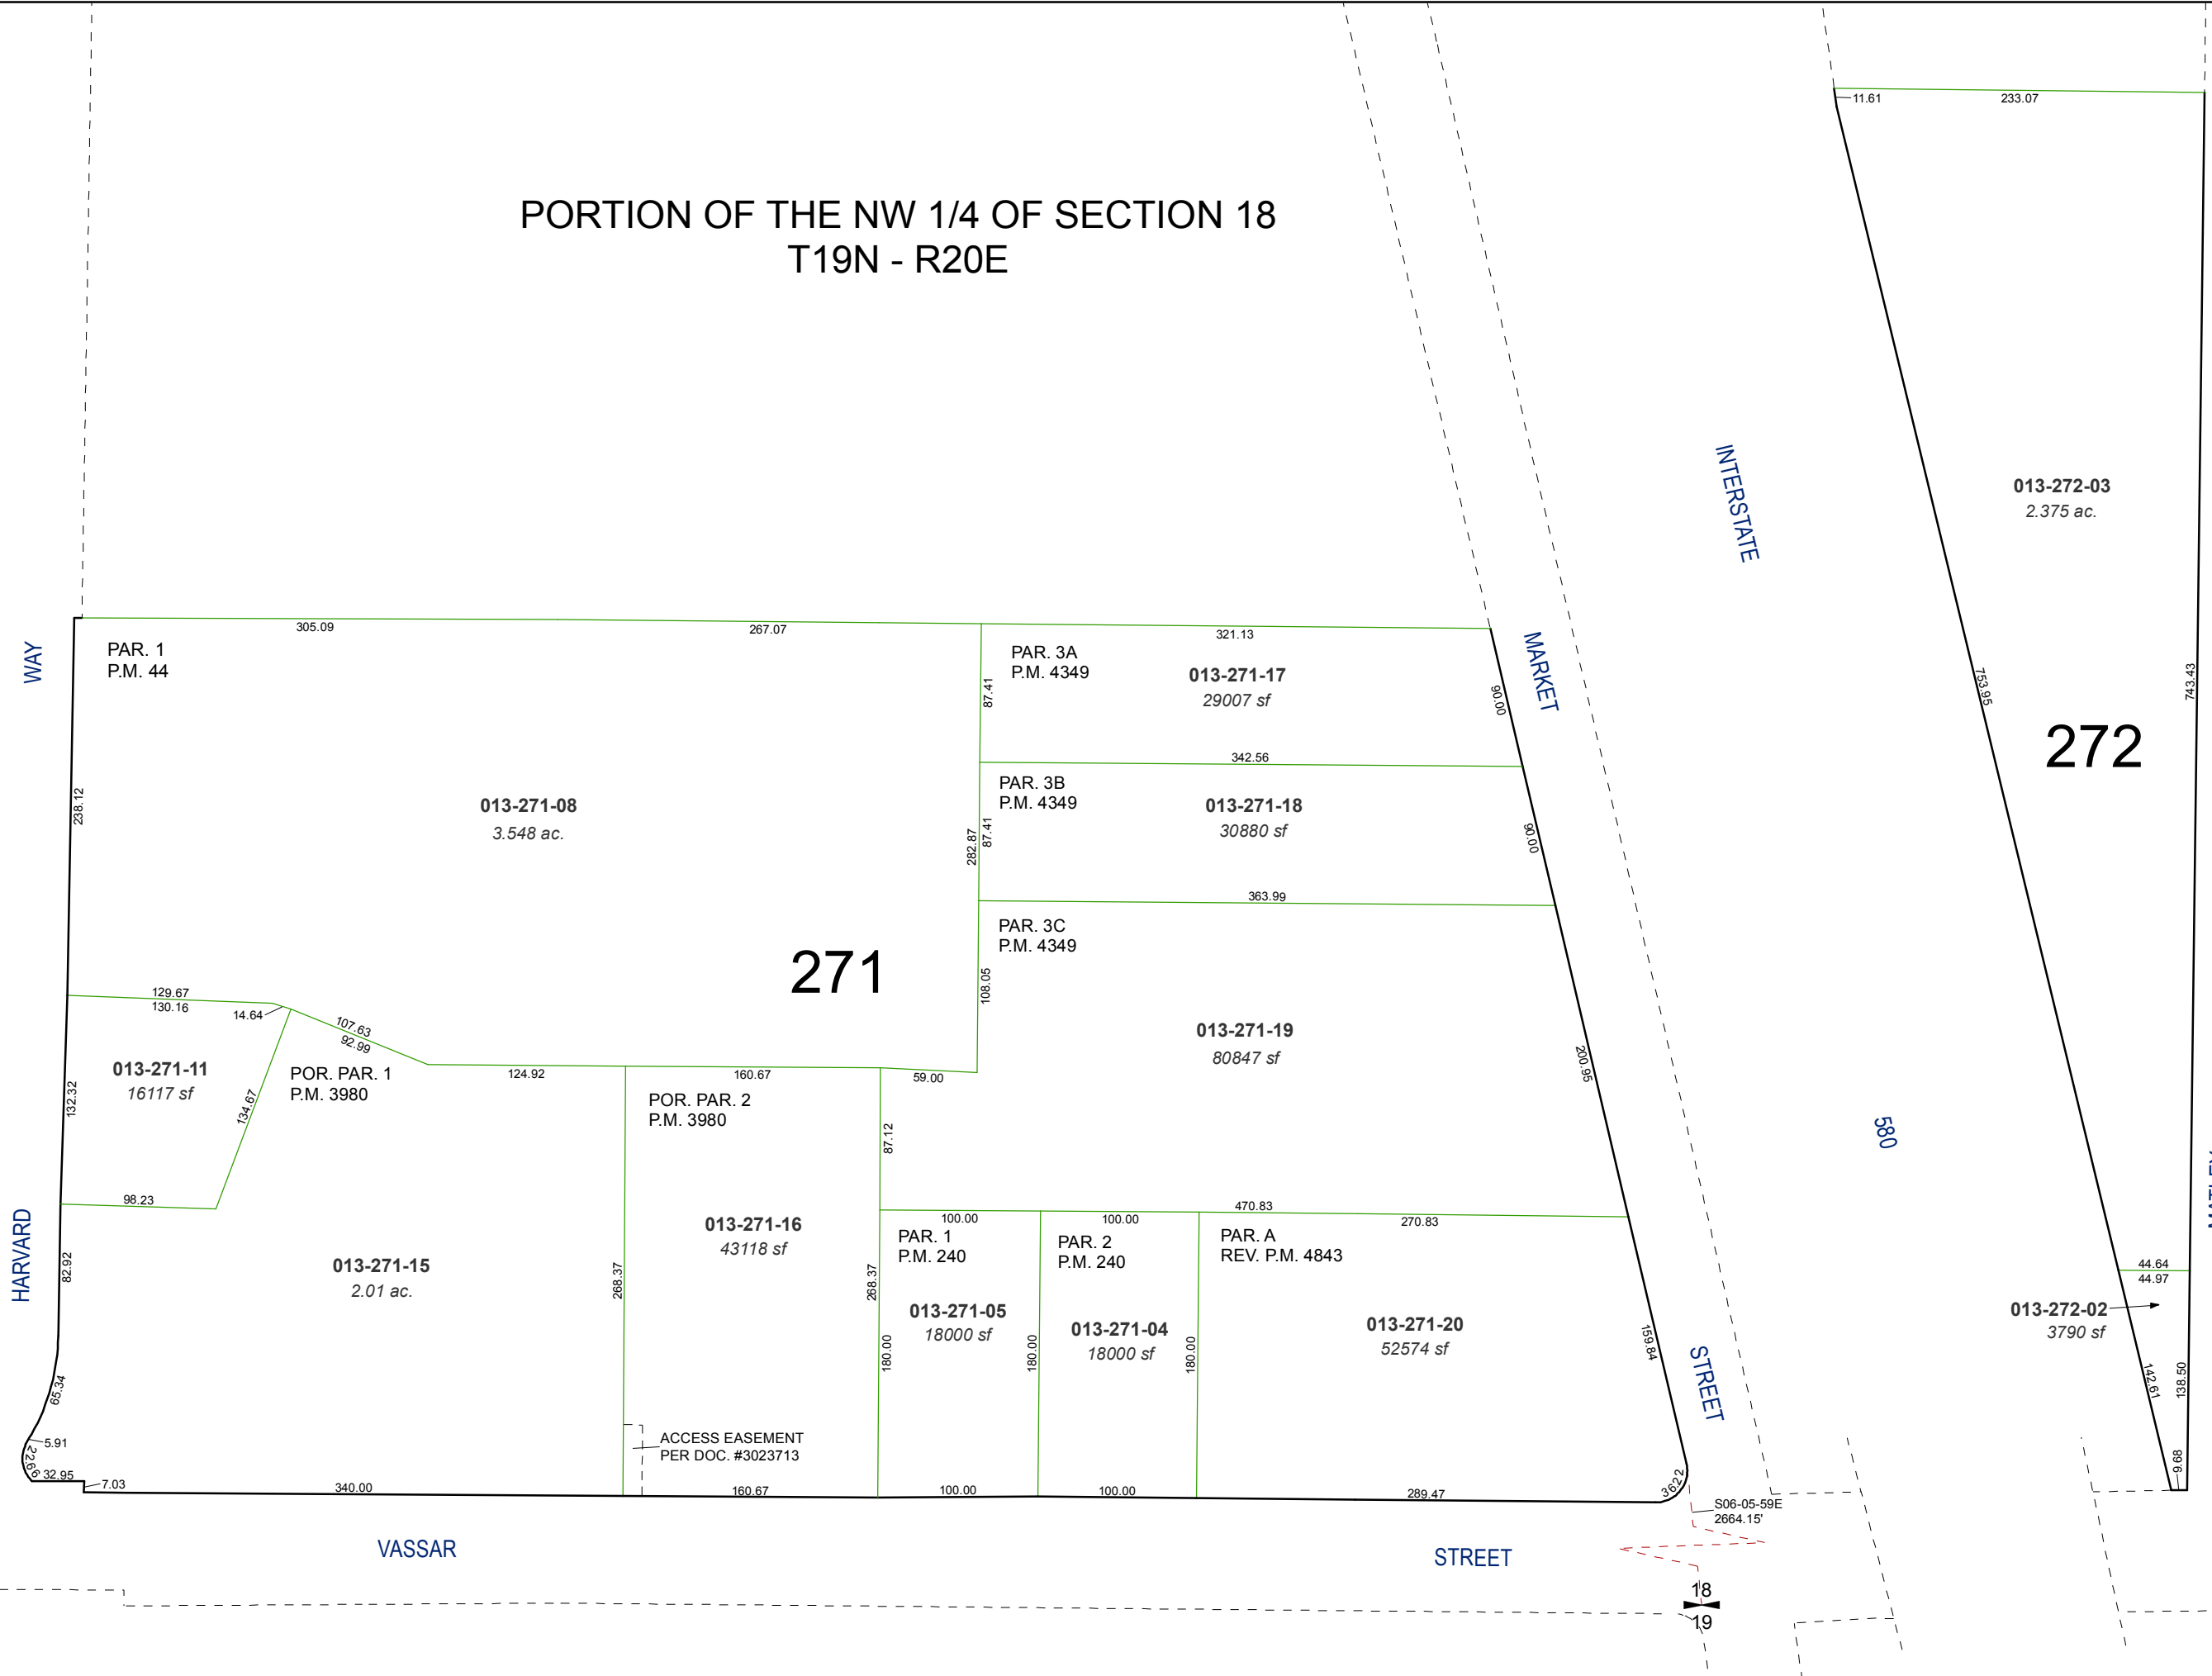 11.61
233.07
PORTION OF THE NW 1/4 OF SECTION 18
T19N - R20E
INTERSTATE
013-272-03
2.375 ac.
WAY
305.09
267.07
321.13
PAR. 1
P.M. 44
PAR. 3A
P.M. 4349
013-271-17
29007 sf
87.41
90.00
MARKET
753.95
743.43
272
342.56
238.12
013-271-08
3.548 ac.
PAR. 3B
P.M. 4349
013-271-18
30880 sf
282.87
87.41
90.00
363.99
PAR. 3C
P.M. 4349
271
108.05
129.67
130.16
14.64
107.63
92.99
013-271-19
80847 sf
200.95
013-271-11
16117 sf
132.32
134.67
POR. PAR. 1
P.M. 3980
124.92
160.67
59.00
POR. PAR. 2
P.M. 3980
87.12
580
98.23
HARVARD
82.92
013-271-15
2.01 ac.
013-271-16
43118 sf
268.37
268.37
470.83
100.00
100.00
270.83
PAR. 1
P.M. 240
PAR. 2
P.M. 240
PAR. A
REV. P.M. 4843
44.64
44.97
013-271-05
18000 sf
013-271-04
18000 sf
013-271-20
52574 sf
013-272-02
3790 sf
180.00
180.00
180.00
159.84
STREET
142.61
138.50
65.34
5.91
22.66
32.95
7.03
ACCESS EASEMENT
PER DOC. #3023713
9.68
340.00
160.67
100.00
100.00
289.47
36.22
S06-05-59E
2664.15'
VASSAR
STREET
18
19